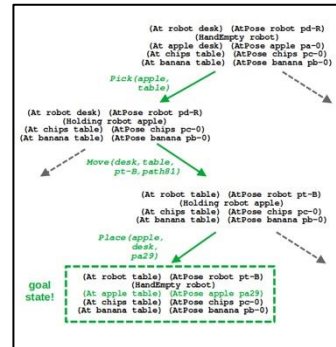 (At robot desk) (AtPose robot pd-R)
(HandEmpty robot)
(At apple desk) (AtPose apple pa-0)
(At chips table) (AtPose chips pc-0)
(At banana table) (AtPose banana pb-0)
Pick(apple,
table)
(At robot desk) (AtPose robot pd-R)
(Holding robot apple)
(At chips table) (AtPose chips pc-0)
(At banana table) (AtPose banana pb-0)
Move(desk,table,
pt-B,path81)
(At robot table) (AtPose robot pt-B)
(Holding robot apple)
(At chips table) (AtPose chips pc-0)
(At banana table) (AtPose banana pb-0)
Place(apple,
desk,
pa29)
goal
state!
(At robot table) (AtPose robot pt-B)
(HandEmpty robot)
(At apple table) (AtPose apple pa29)
(At chips table) (AtPose chips pc-0)
(At banana table) (AtPose banana pb-0)